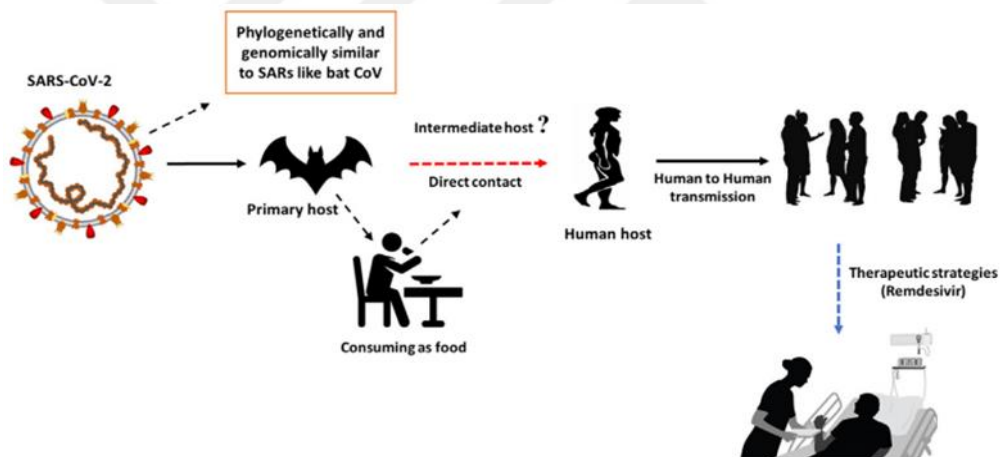 Phylogenetically and
genomically similar
to SARs like bat CoV
SARS-CoV-2
Intermediate host ?
Direct contact
Primary host
Human host
Human to Human
transmission
Consuming as food
Therapeutic strategies
(Remdesivir)